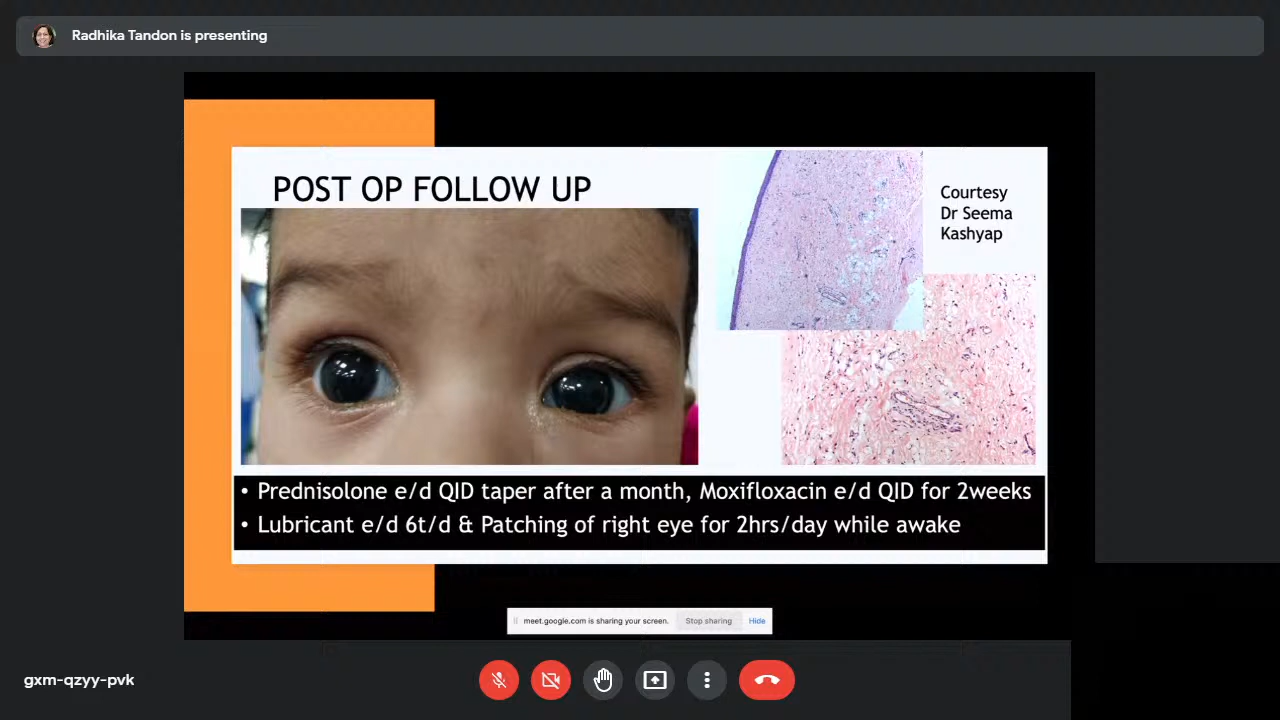 Radhika Tandon is presenting
POST OP FOLLOW UP
Courtesy
Dr Seema
Kashyap
• Prednisolone e/d QID taper after a month, Moxifloxacin e/d QID for 2weeks
• Lubricant e/d 6t/d & Patching of right eye for 2hrs/day while awake
meet.google.com is sharing your screen. Stop sharing Hide
gxm-qzyy-pvk